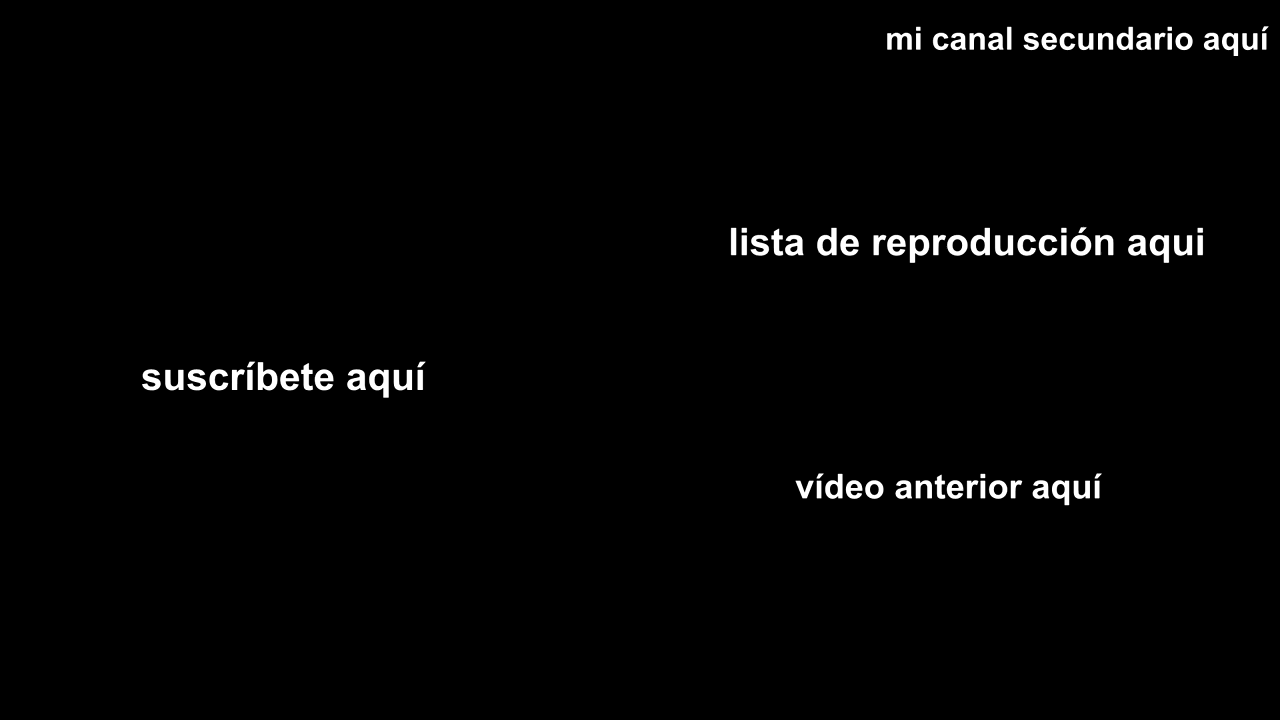 mi canal secundario aquí
lista de reproducción aqui
suscríbete aquí
vídeo anterior aquí